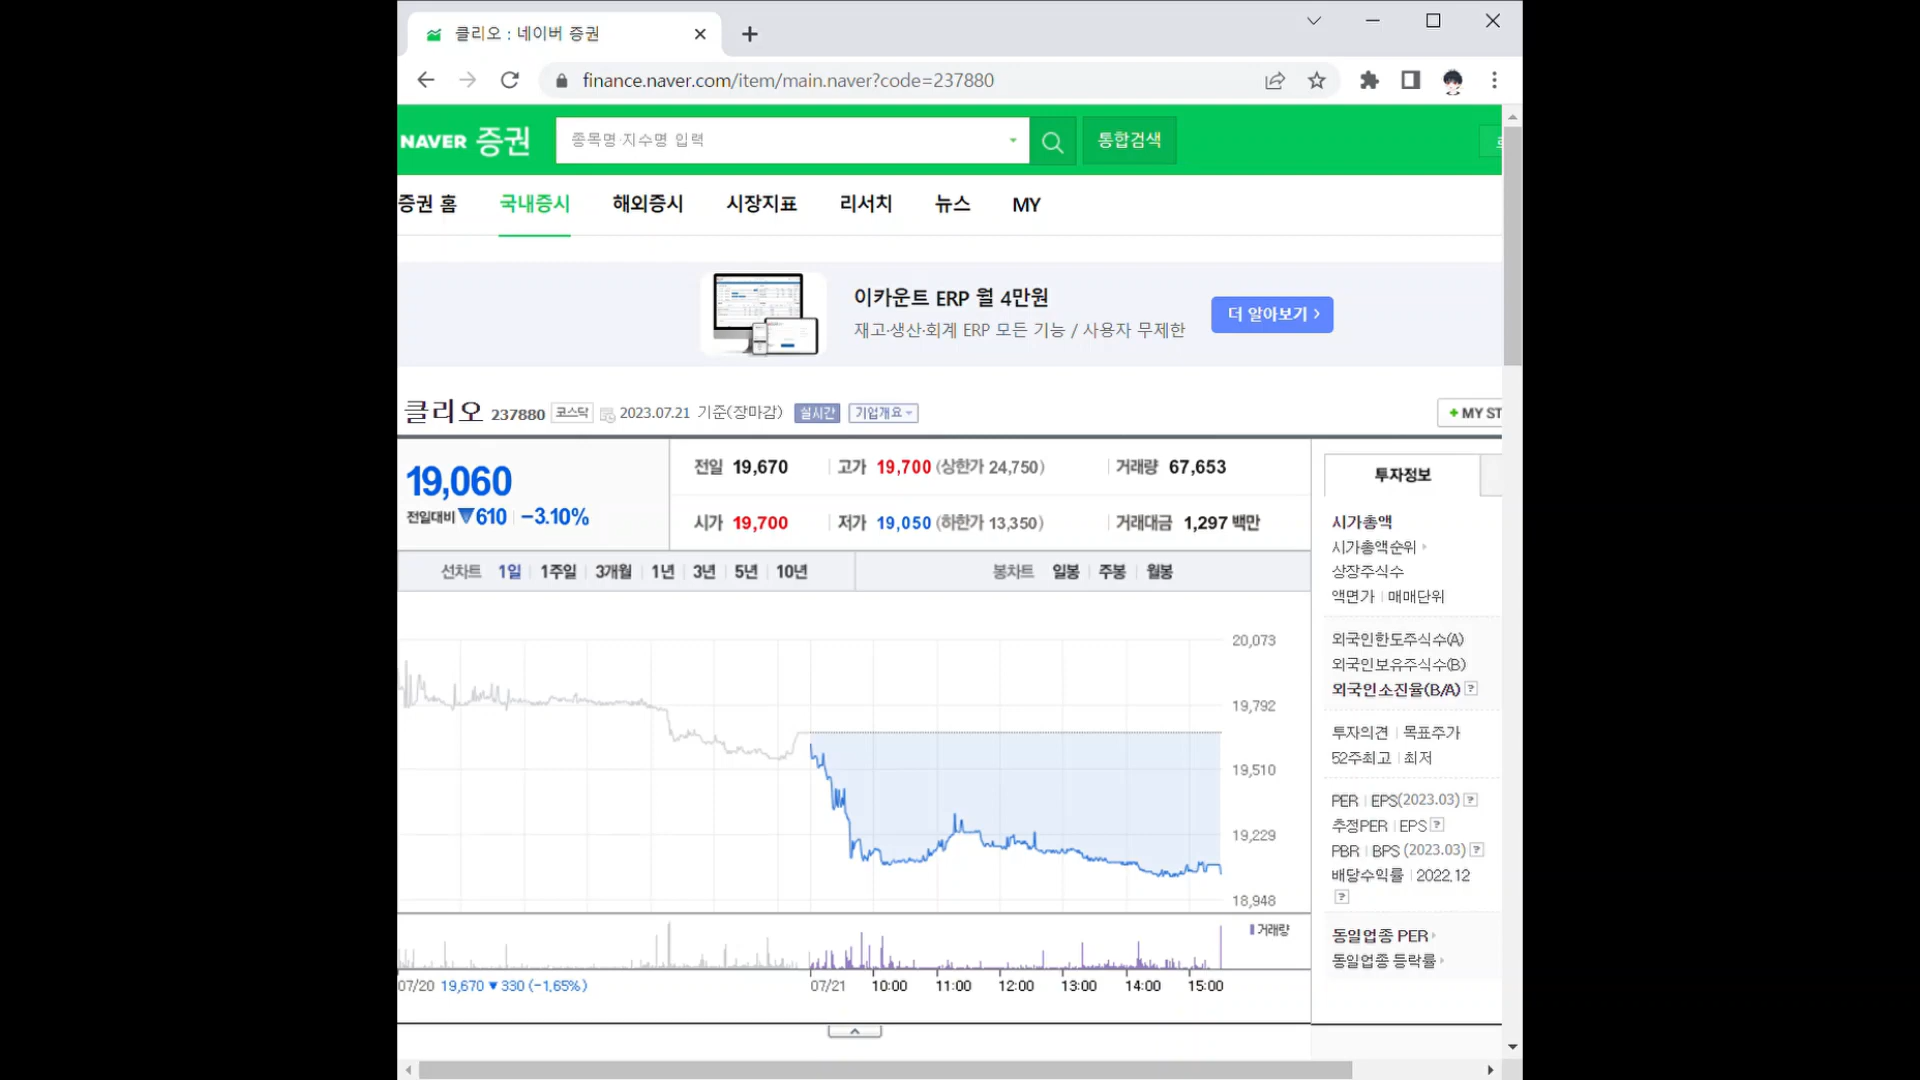 클리오 : 네이버 증권
finance.naver.com/item/main.naver?code=237880
NAVER 증권
종목명·지수명 입력
통합검색
증권 홈 국내증시 해외증시 시장지표 리서치 뉴스 MY
이카운트 ERP 월 4만원
재고·생산·회계 ERP 모든 기능 / 사용자 무제한
더 알아보기 >
클리오 237880 코스닥 2023.07.21 기준(장마감) 실시간 기업개요
+ MY ST
19,060
전일대비 ▼610 | -3.10%
전일 19,670 | 고가 19,700 (상한가 24,750) | 거래량 67,653
시가 19,700 | 저가 19,050 (하한가 13,350) | 거래대금 1,297 백만
선차트 1일 1주일 3개월 1년 3년 5년 10년
봉차트 일봉 주봉 월봉
20,073
19,792
19,510
19,229
18,948
거래량
07/20 19,670 ▼ 330 (-1,65%)
07/21 10:00 11:00 12:00 13:00 14:00 15:00
투자정보
시가총액
시가총액순위
상장주식수
액면가 | 매매단위
외국인한도주식수(A)
외국인보유주식수(B)
외국인소진율(B/A) ?
투자의견 | 목표주가
52주최고 | 최저
PER | EPS(2023.03) ?
추정PER | EPS ?
PBR | BPS (2023.03) ?
배당수익률 | 2022.12
?
동일업종 PER
동일업종 등락률